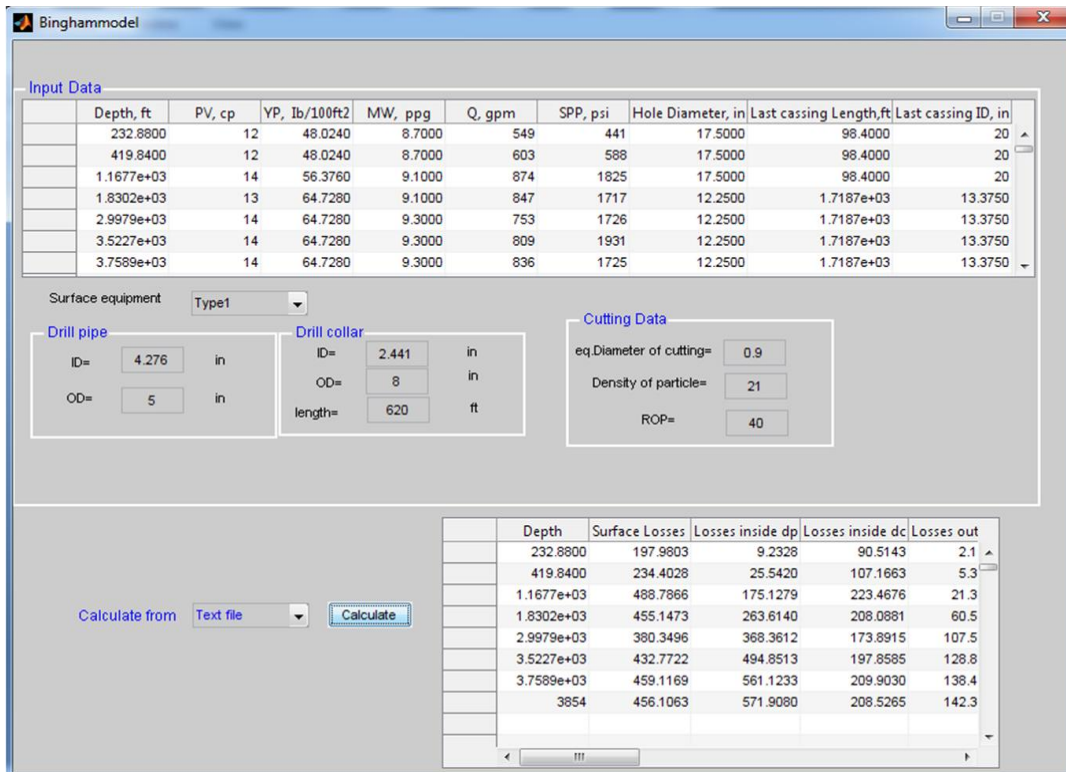 Binghammodel
Input Data
Depth, ft PV, cp YP, Ib/100ft2 MW, ppg Q, gpm SPP, psi Hole Diameter, in Last cassing Length,ft Last cassing ID, in
232.8800 12 48.0240 8.7000 549 441 17.5000 98.4000 20
419.8400 12 48.0240 8.7000 603 588 17.5000 98.4000 20
1.1677e+03 14 56.3760 9.1000 874 1825 17.5000 98.4000 20
1.8302e+03 13 64.7280 9.1000 847 1717 12.2500 1.7187e+03 13.3750
2.9979e+03 14 64.7280 9.3000 753 1726 12.2500 1.7187e+03 13.3750
3.5227e+03 14 64.7280 9.3000 809 1931 12.2500 1.7187e+03 13.3750
3.7589e+03 14 64.7280 9.3000 836 1725 12.2500 1.7187e+03 13.3750
Surface equipment Type1
Drill pipe
ID= 4.276 in
OD= 5 in
Drill collar
ID= 2.441 in
OD= 8 in
length= 620 ft
Cutting Data
eq.Diameter of cutting= 0.9
Density of particle= 21
ROP= 40
Calculate from Text file Calculate
Depth Surface Losses Losses inside dp Losses inside dc Losses out
232.8800 197.9803 9.2328 90.5143 2.1
419.8400 234.4028 25.5420 107.1663 5.3
1.1677e+03 488.7866 175.1279 223.4676 21.3
1.8302e+03 455.1473 263.6140 208.0881 60.5
2.9979e+03 380.3496 368.3612 173.8915 107.5
3.5227e+03 432.7722 494.8513 197.8585 128.8
3.7589e+03 459.1169 561.1233 209.9030 138.4
3854 456.1063 571.9080 208.5265 142.3